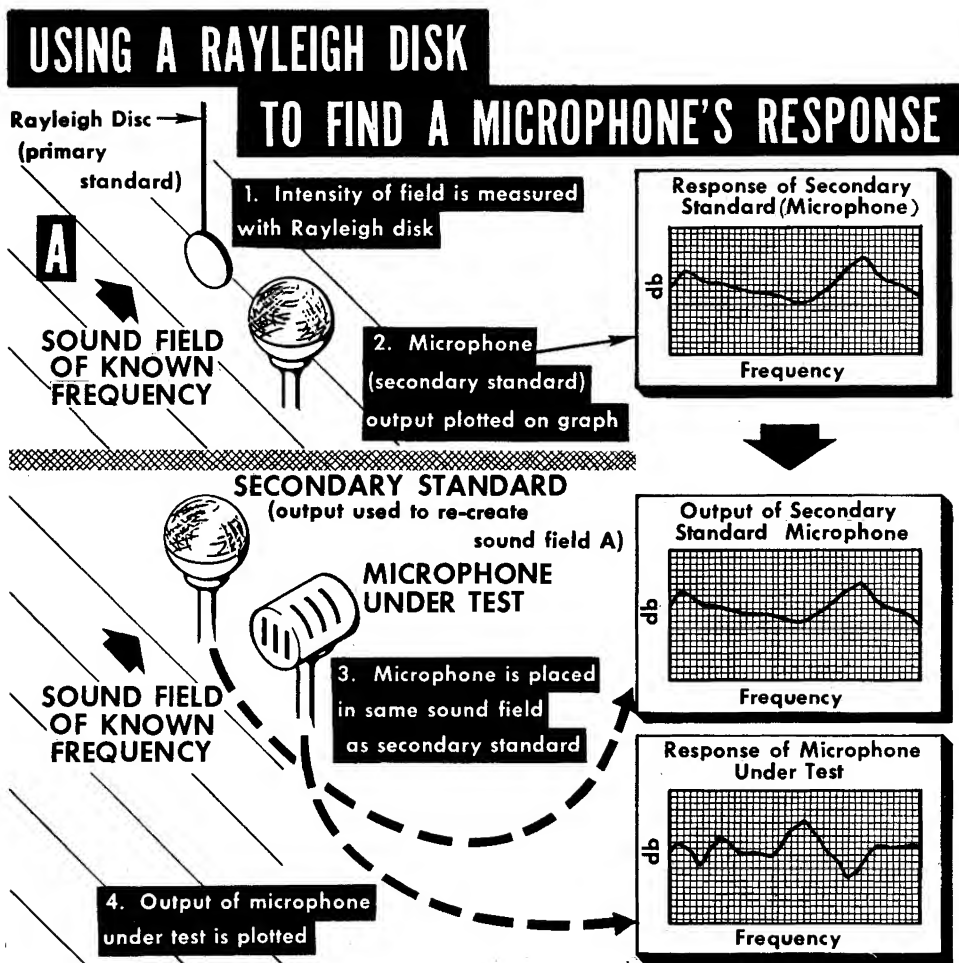 USING A RAYLEIGH DISK
TO FIND A MICROPHONE'S RESPONSE
Rayleigh Disc
(primary
standard)
1. Intensity of field is measured
with Rayleigh disk
A
SOUND FIELD
OF KNOWN
FREQUENCY
2. Microphone
(secondary standard)
output plotted on graph
Response of Secondary
Standard (Microphone)
db
Frequency
SECONDARY STANDARD
(output used to re-create
sound field A)
MICROPHONE
UNDER TEST
SOUND FIELD
OF KNOWN
FREQUENCY
3. Microphone is placed
in same sound field
as secondary standard
Output of Secondary
Standard Microphone
db
Frequency
4. Output of microphone
under test is plotted
Response of Microphone
Under Test
db
Frequency